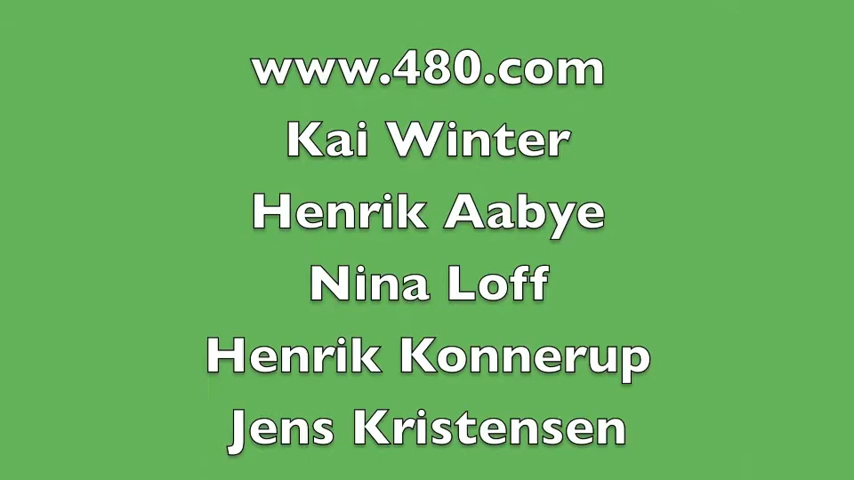 www.480.com
Kai Winter
Henrik Aabye
Nina Loff
Henrik Konnerup
Jens Kristensen